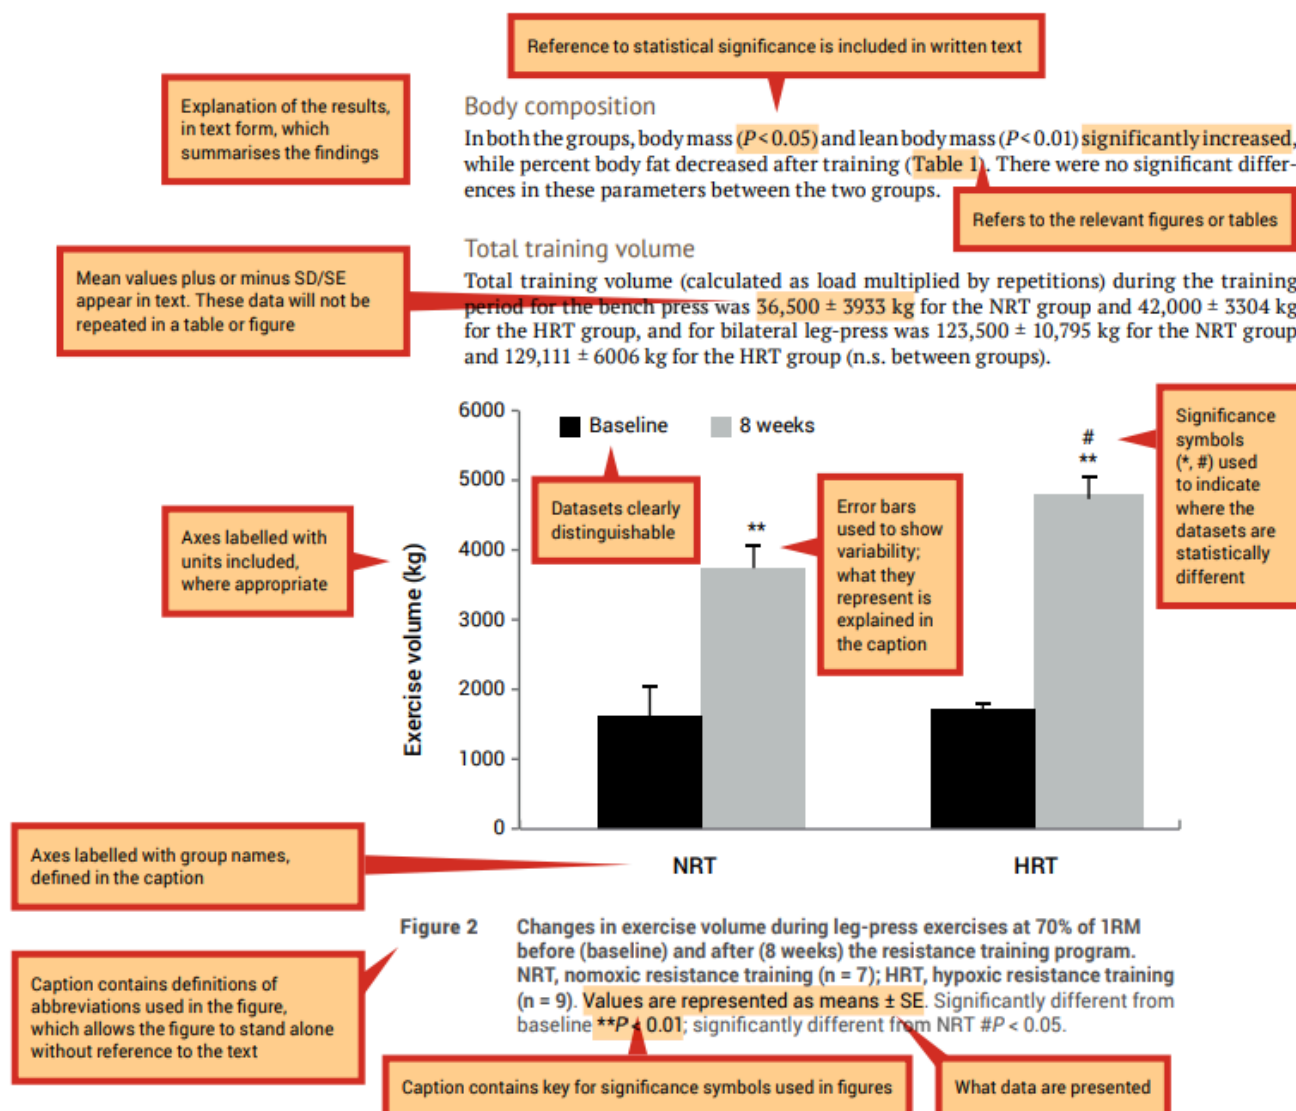 Reference to statistical significance is included in written text
Explanation of the results,
in text form, which
summarises the findings
Body composition
In both the groups, body mass (P < 0.05) and lean body mass (P < 0.01) significantly increased,
while percent body fat decreased after training (Table 1). There were no significant differ-
ences in these parameters between the two groups.
Refers to the relevant figures or tables
Mean values plus or minus SD/SE
appear in text. These data will not be
repeated in a table or figure
Total training volume
Total training volume (calculated as load multiplied by repetitions) during the training
period for the bench press was 36,500 ± 3933 kg for the NRT group and 42,000 ± 3304 kg
for the HRT group, and for bilateral leg-press was 123,500 ± 10,795 kg for the NRT group
and 129,111 ± 6006 kg for the HRT group (n.s. between groups).
6000
5000
4000
3000
2000
1000
0
Exercise volume (kg)
Baseline
8 weeks
Datasets clearly
distinguishable
**
Error bars
used to show
variability;
what they
represent is
explained in
the caption
#
**
Significance
symbols
(*, #) used
to indicate
where the
datasets are
statistically
different
Axes labelled with
units included,
where appropriate
NRT
HRT
Axes labelled with group names,
defined in the caption
Figure 2
Changes in exercise volume during leg-press exercises at 70% of 1RM
before (baseline) and after (8 weeks) the resistance training program.
NRT, nomoxic resistance training (n = 7); HRT, hypoxic resistance training
(n = 9). Values are represented as means ± SE. Significantly different from
baseline **P < 0.01; significantly different from NRT #P < 0.05.
Caption contains definitions of
abbreviations used in the figure,
which allows the figure to stand alone
without reference to the text
Caption contains key for significance symbols used in figures
What data are presented